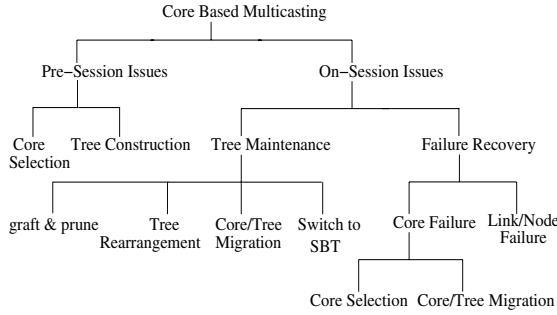 Core Based Multicasting
Pre-Session Issues
On-Session Issues
Core
Selection
Tree Construction
Tree Maintenance
Failure Recovery
graft & prune
Tree
Rearrangement
Core/Tree
Migration
Switch to
SBT
Core Failure
Link/Node
Failure
Core Selection
Core/Tree Migration